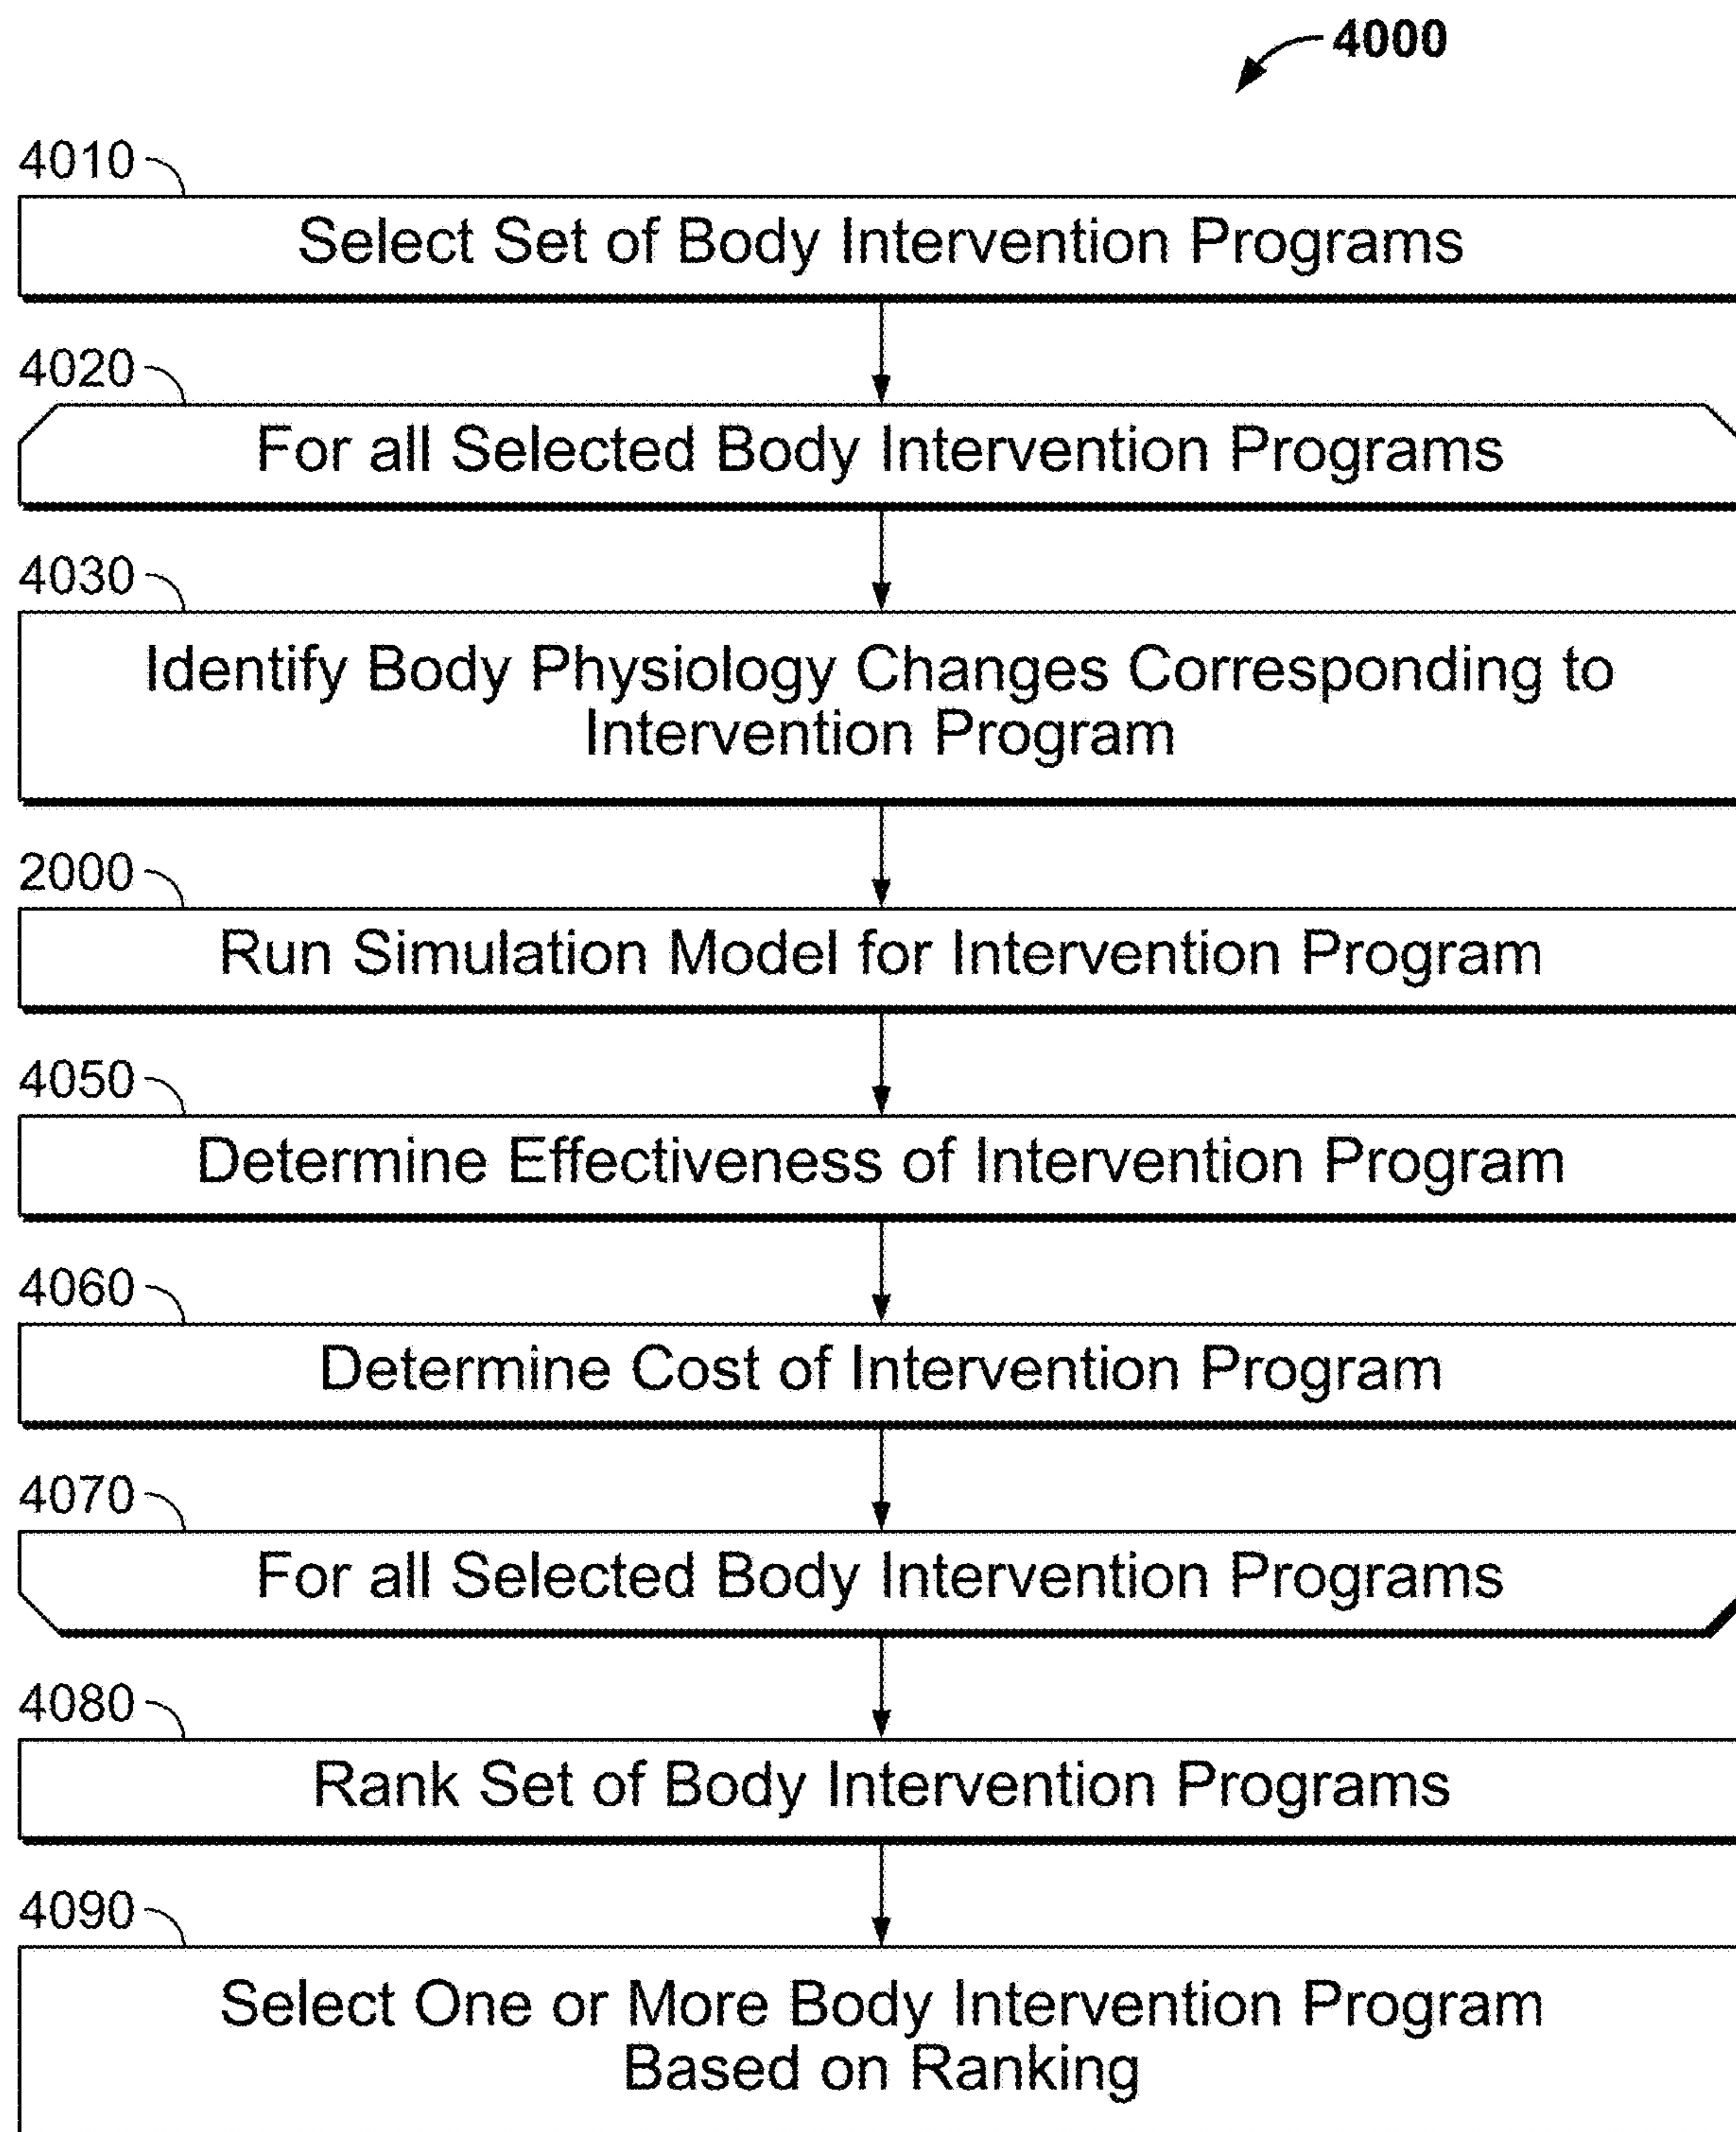 4000
4010
Select Set of Body Intervention Programs
4020
For all Selected Body Intervention Programs
4030
Identify Body Physiology Changes Corresponding to
Intervention Program
2000
Run Simulation Model for Intervention Program
4050
Determine Effectiveness of Intervention Program
4060
Determine Cost of Intervention Program
4070
For all Selected Body Intervention Programs
4080
Rank Set of Body Intervention Programs
4090
Select One or More Body Intervention Program
Based on Ranking